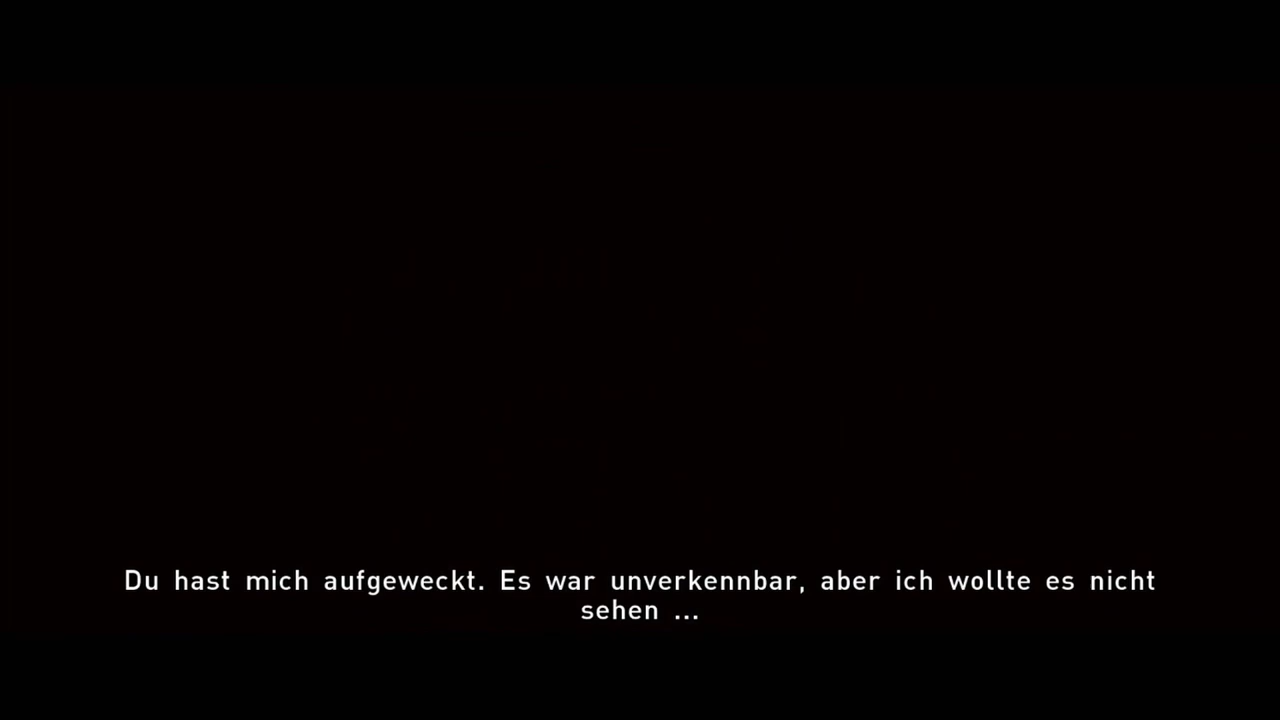 Du hast mich aufgeweckt. Es war unverkennbar, aber ich wollte es nicht
sehen ...